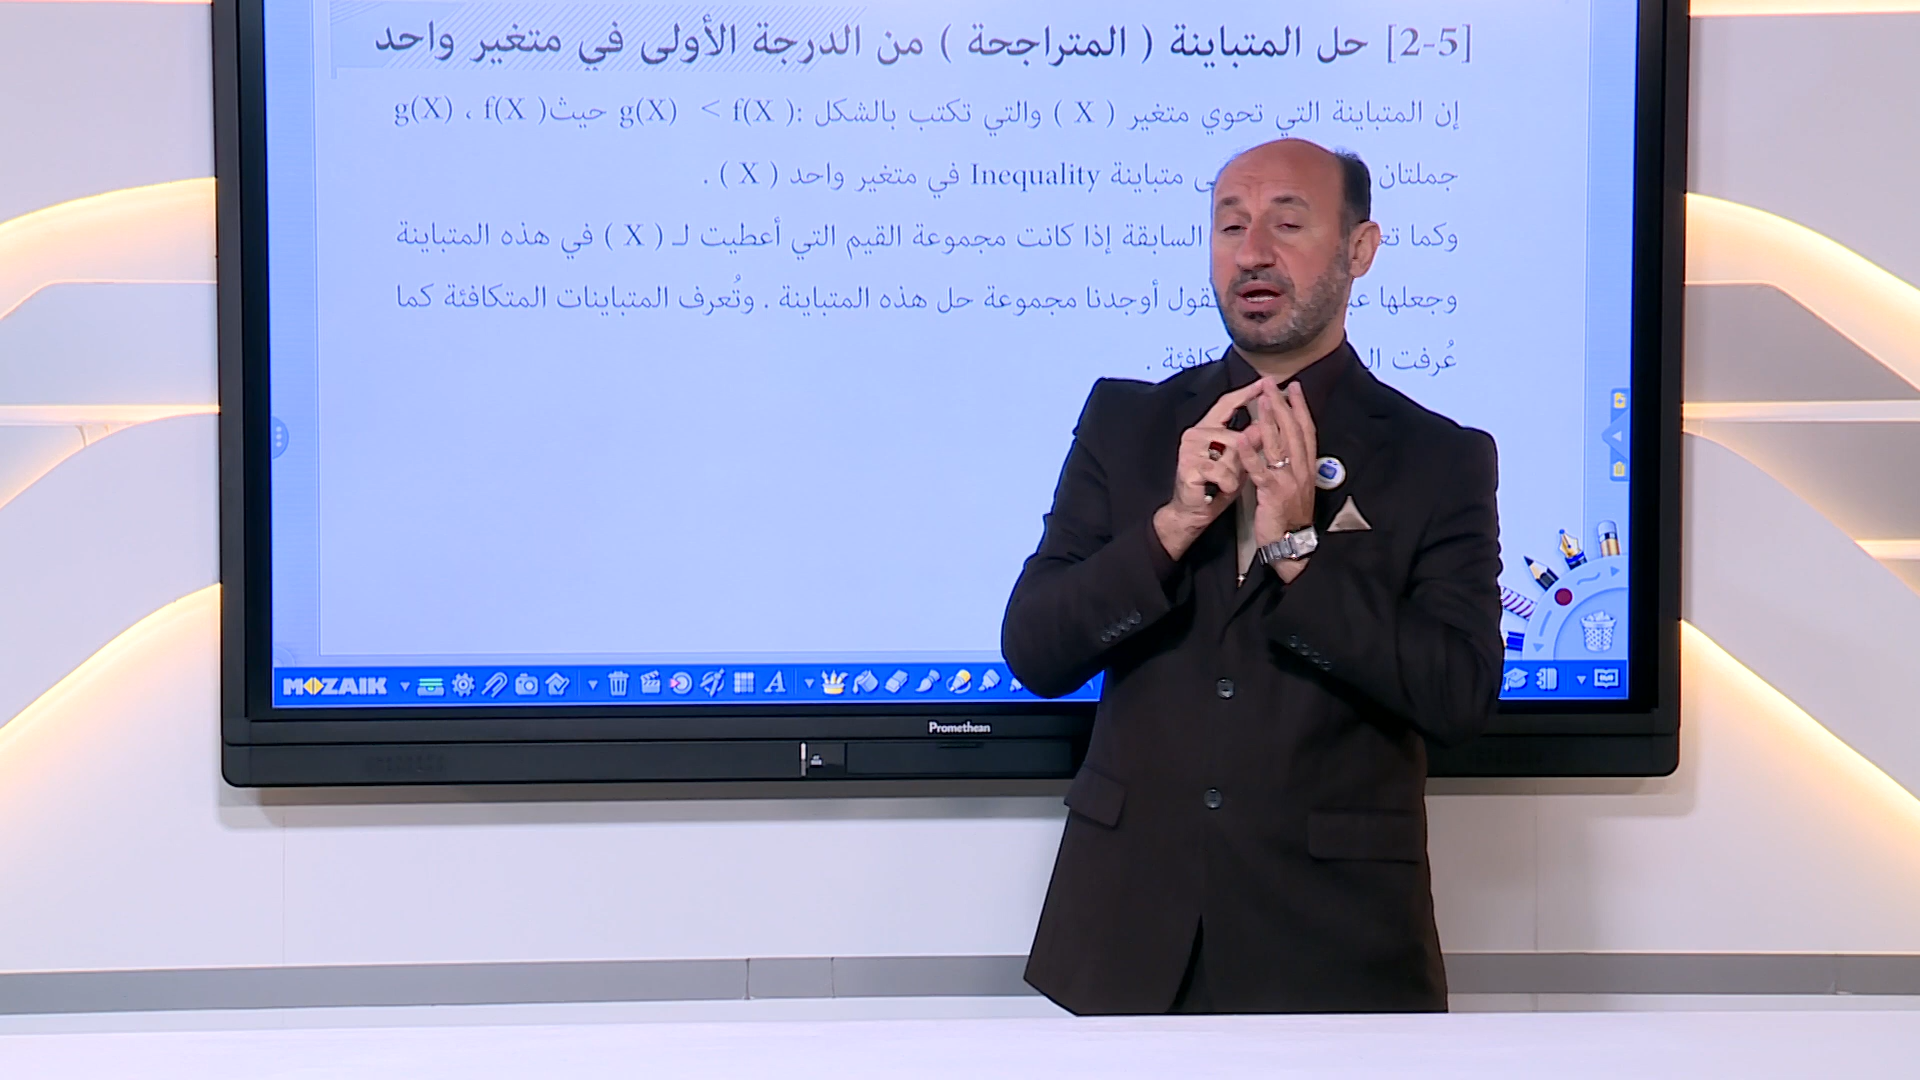 [2-5] حل المتباينة ( المتراجحة ) من الدرجة الأولى في متغير واحد
إن المتباينة التي تحوي متغير ( X ) والتي تكتب بالشكل :( g(X) < f(X حيث( g(X) ، f(X
جملتان متباينة Inequality في متغير واحد ( X ) .
وكما السابقة إذا كانت مجموعة القيم التي أعطيت لـ ( X ) في هذه المتباينة
وجعلها أوجدنا مجموعة حل هذه المتباينة . وتُعرف المتباينات المتكافئة كما
عُرفت
MOZAIK
Promethean